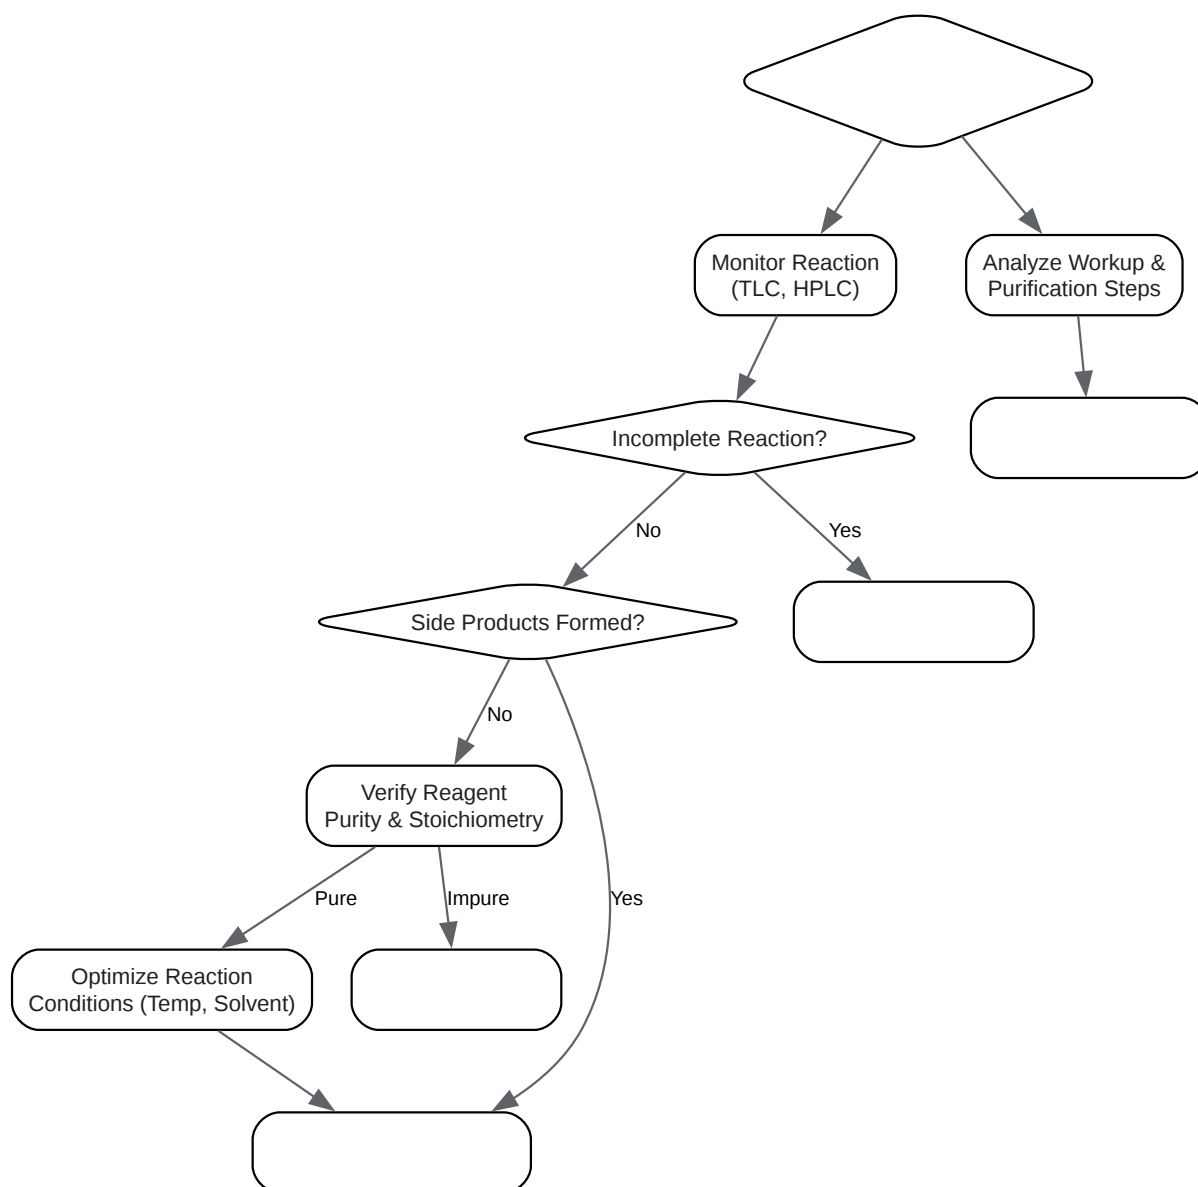 Monitor Reaction
(TLC, HPLC)
Analyze Workup &
Purification Steps
Incomplete Reaction?
No
Yes
Side Products Formed?
No
Verify Reagent
Purity & Stoichiometry
Pure
Impure
Yes
Optimize Reaction
Conditions (Temp, Solvent)